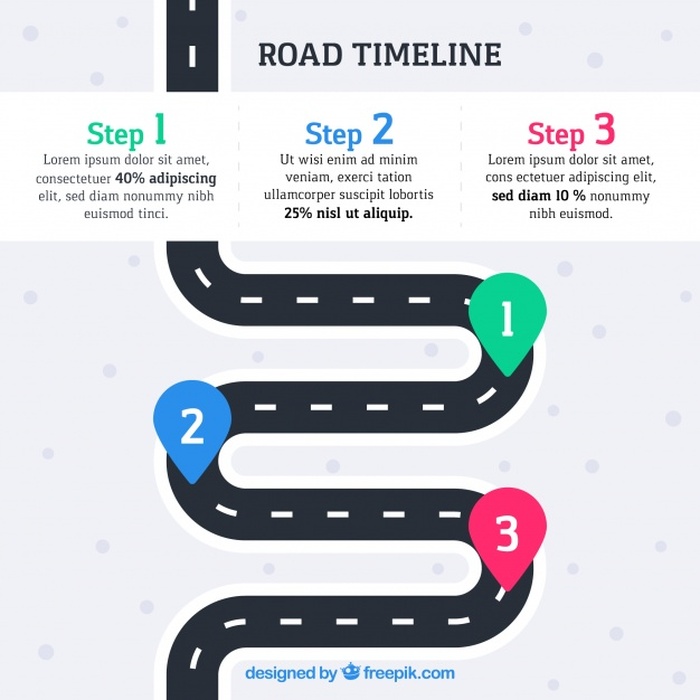 ROAD TIMELINE
Step 1
Lorem ipsum dolor sit amet,
consectetuer 40% adipiscing
elit, sed diam nonummy nibh
euismod tinci.
Step 2
Ut wisi enim ad minim
veniam, exerci tation
ullamcorper suscipit lobortis
25% nisl ut aliquip.
Step 3
Lorem ipsum dolor sit amet,
cons ectetuer adipiscing elit,
sed diam 10 % nonummy
nibh euismod.
1
2
3
designed by freepik.com